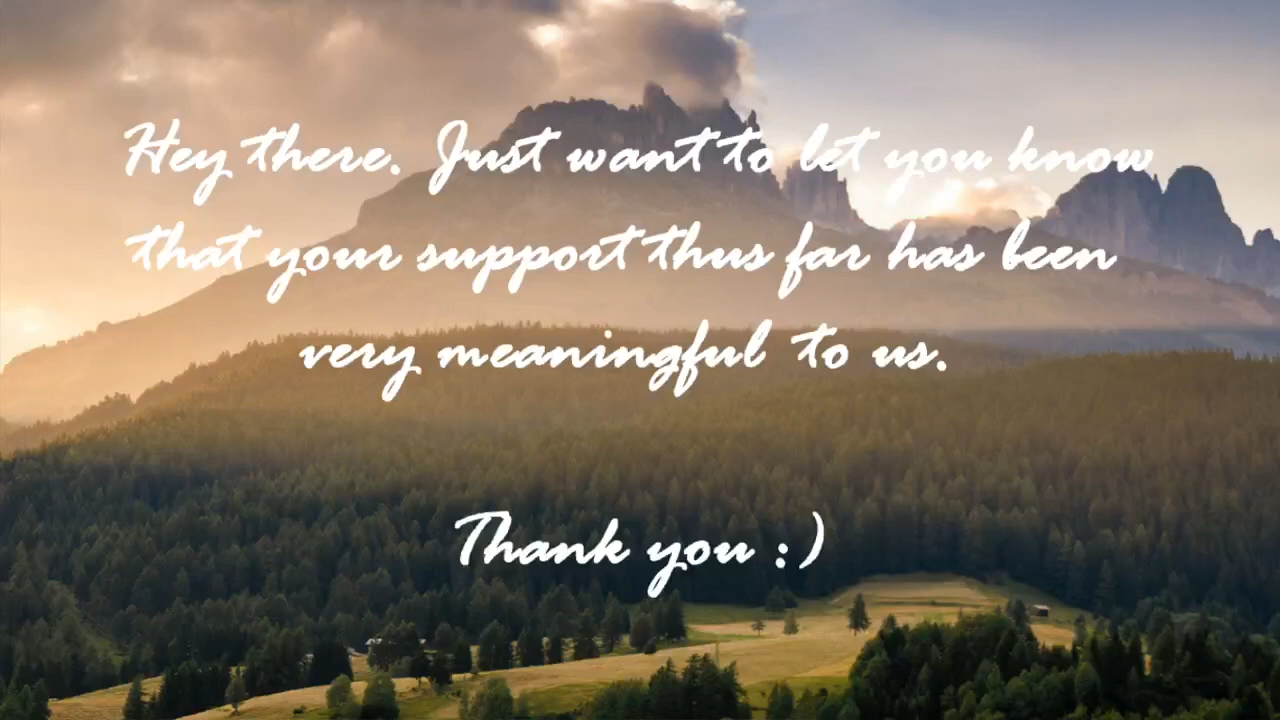 Hey there. Just want to let you know
that your support thus far has been
very meaningful to us.
Thank you :)